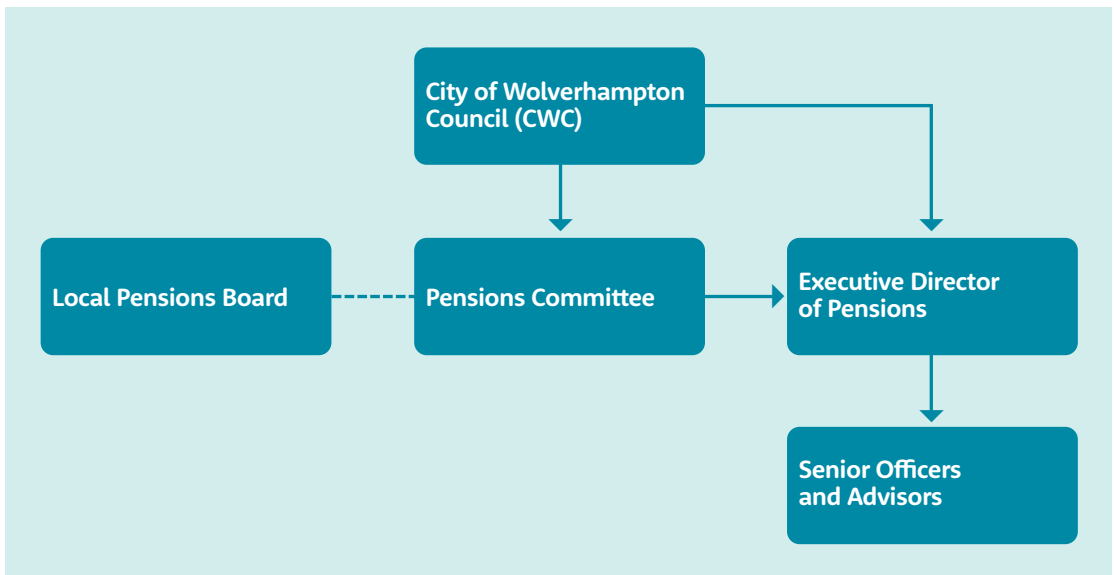 City of Wolverhampton
Council (CWC)
Local Pensions Board
Pensions Committee
Executive Director
of Pensions
Senior Officers
and Advisors